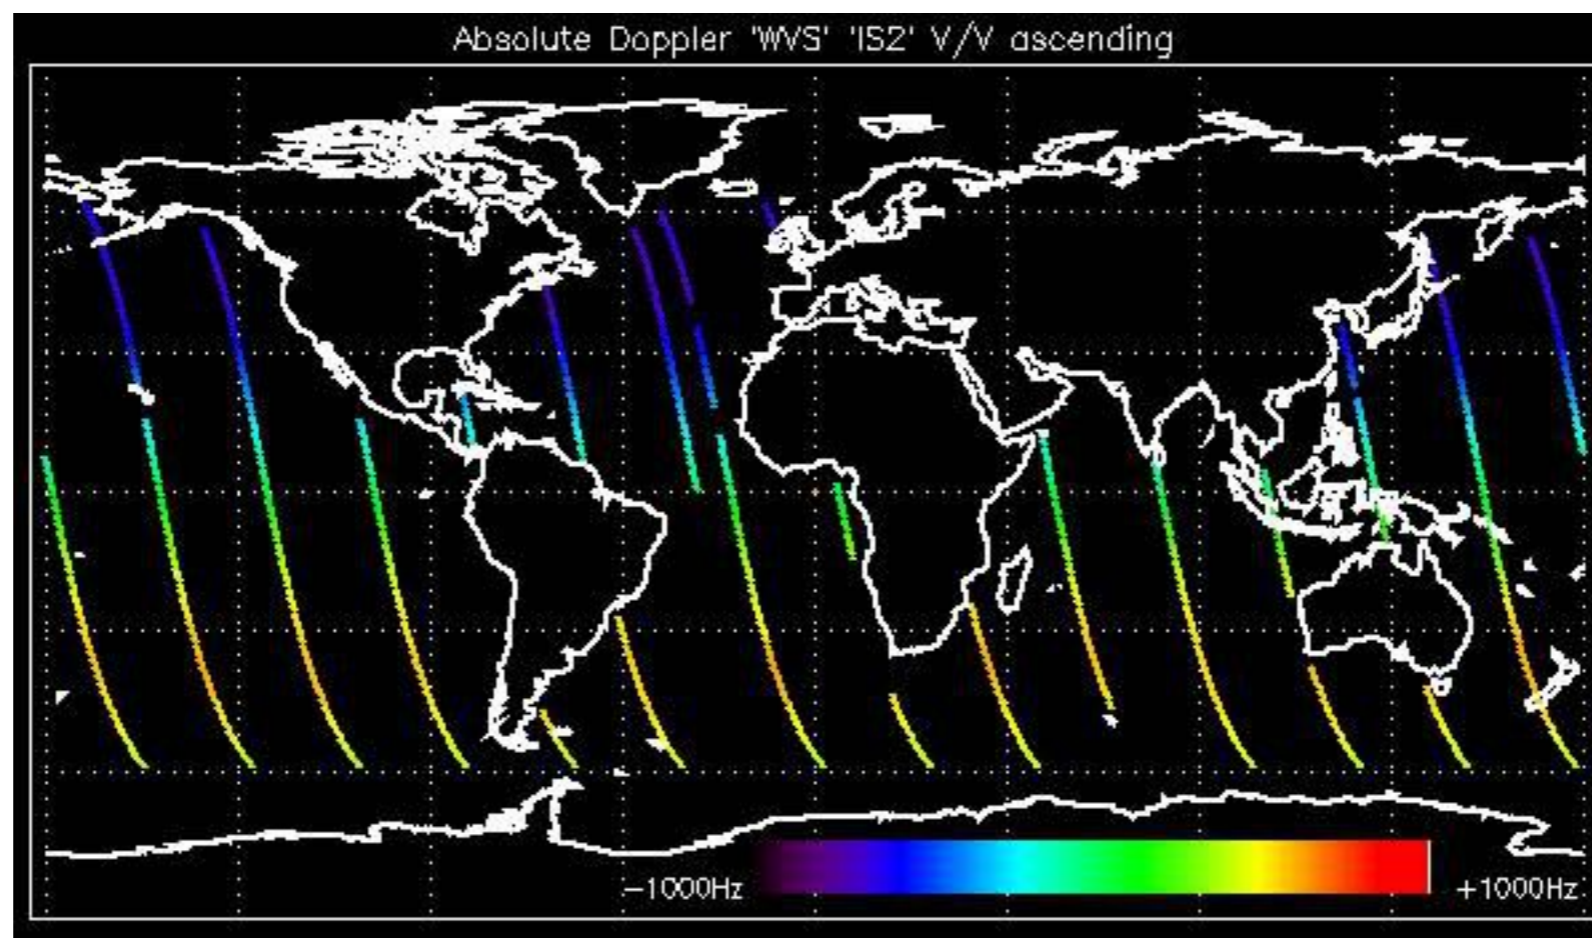 Absolute Doppler 'WVS' 'IS2' V/V ascending
-1000Hz +1000Hz